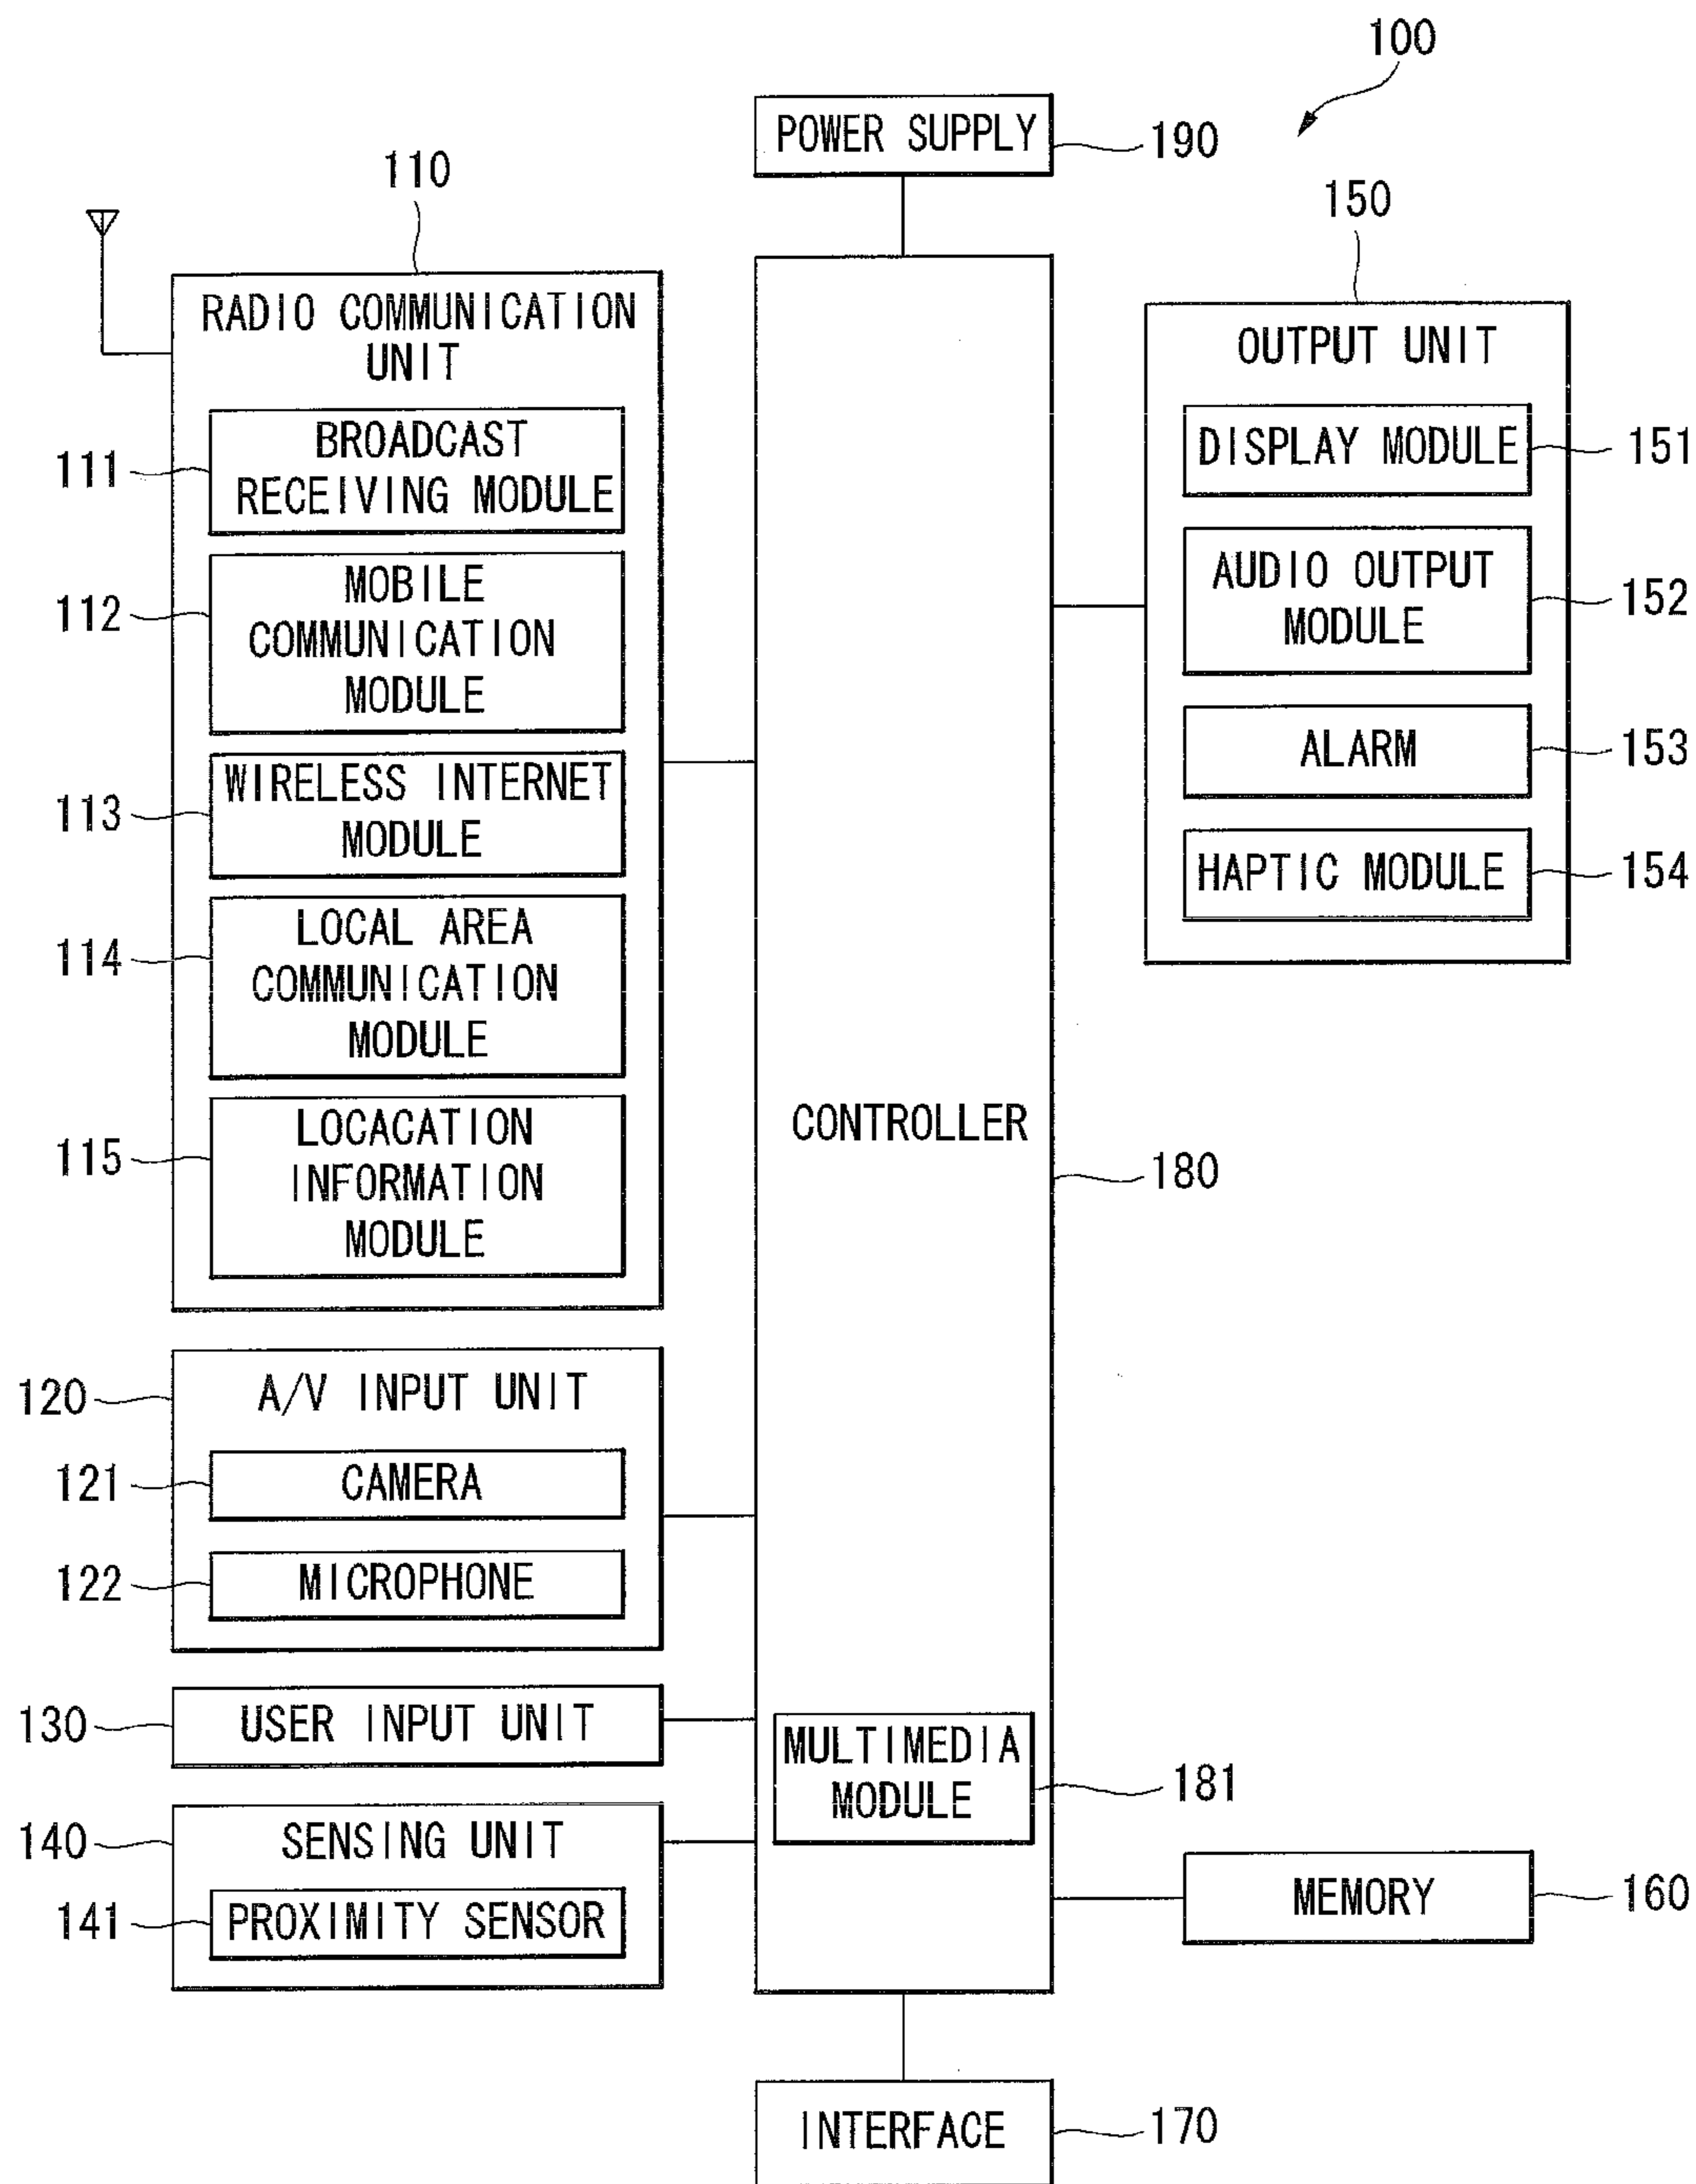 100
POWER SUPPLY
190
110
150
RADIO COMMUNICATION
UNIT
OUTPUT UNIT
BROADCAST
RECEIVING MODULE
111
DISPLAY MODULE
151
MOBILE
COMMUNICATION
MODULE
112
AUDIO OUTPUT
MODULE
152
WIRELESS INTERNET
MODULE
113
ALARM
153
HAPTIC MODULE
154
LOCAL AREA
COMMUNICATION
MODULE
114
LOCACATION
INFORMATION
MODULE
115
CONTROLLER
180
120
A/V INPUT UNIT
121
CAMERA
122
MICROPHONE
130
USER INPUT UNIT
MULTIMEDIA
MODULE
181
140
SENSING UNIT
141
PROXIMITY SENSOR
MEMORY
160
INTERFACE
170